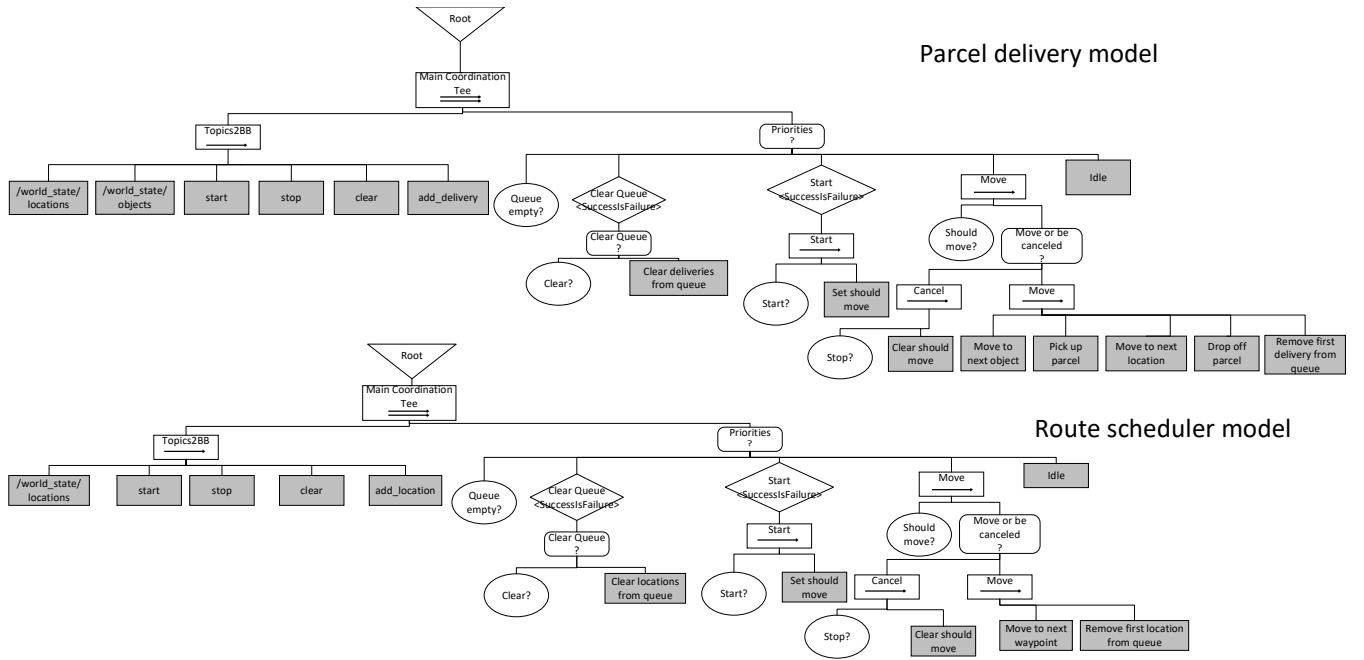 Root
Parcel delivery model
Main Coordination
Tee
Topics2BB
Priorities
?
/world_state/
locations
/world_state/
objects
start
stop
clear
add_delivery
Queue
empty?
Clear Queue
<SuccessIsFailure>
Start
<SuccessIsFailure>
Move
Idle
Clear Queue
?
Start
Should
move?
Move or be
canceled
?
Clear?
Clear deliveries
from queue
Start?
Set should
move
Cancel
Move
Stop?
Clear should
move
Move to
next object
Pick up
parcel
Move to next
location
Drop off
parcel
Remove first
delivery from
queue
Root
Main Coordination
Tee
Route scheduler model
Topics2BB
Priorities
?
/world_state/
locations
start
stop
clear
add_location
Queue
empty?
Clear Queue
<SuccessIsFailure>
Start
<SuccessIsFailure>
Move
Idle
Clear Queue
?
Start
Should
move?
Move or be
canceled
?
Clear?
Clear locations
from queue
Start?
Set should
move
Cancel
Move
Stop?
Clear should
move
Move to next
waypoint
Remove first location
from queue